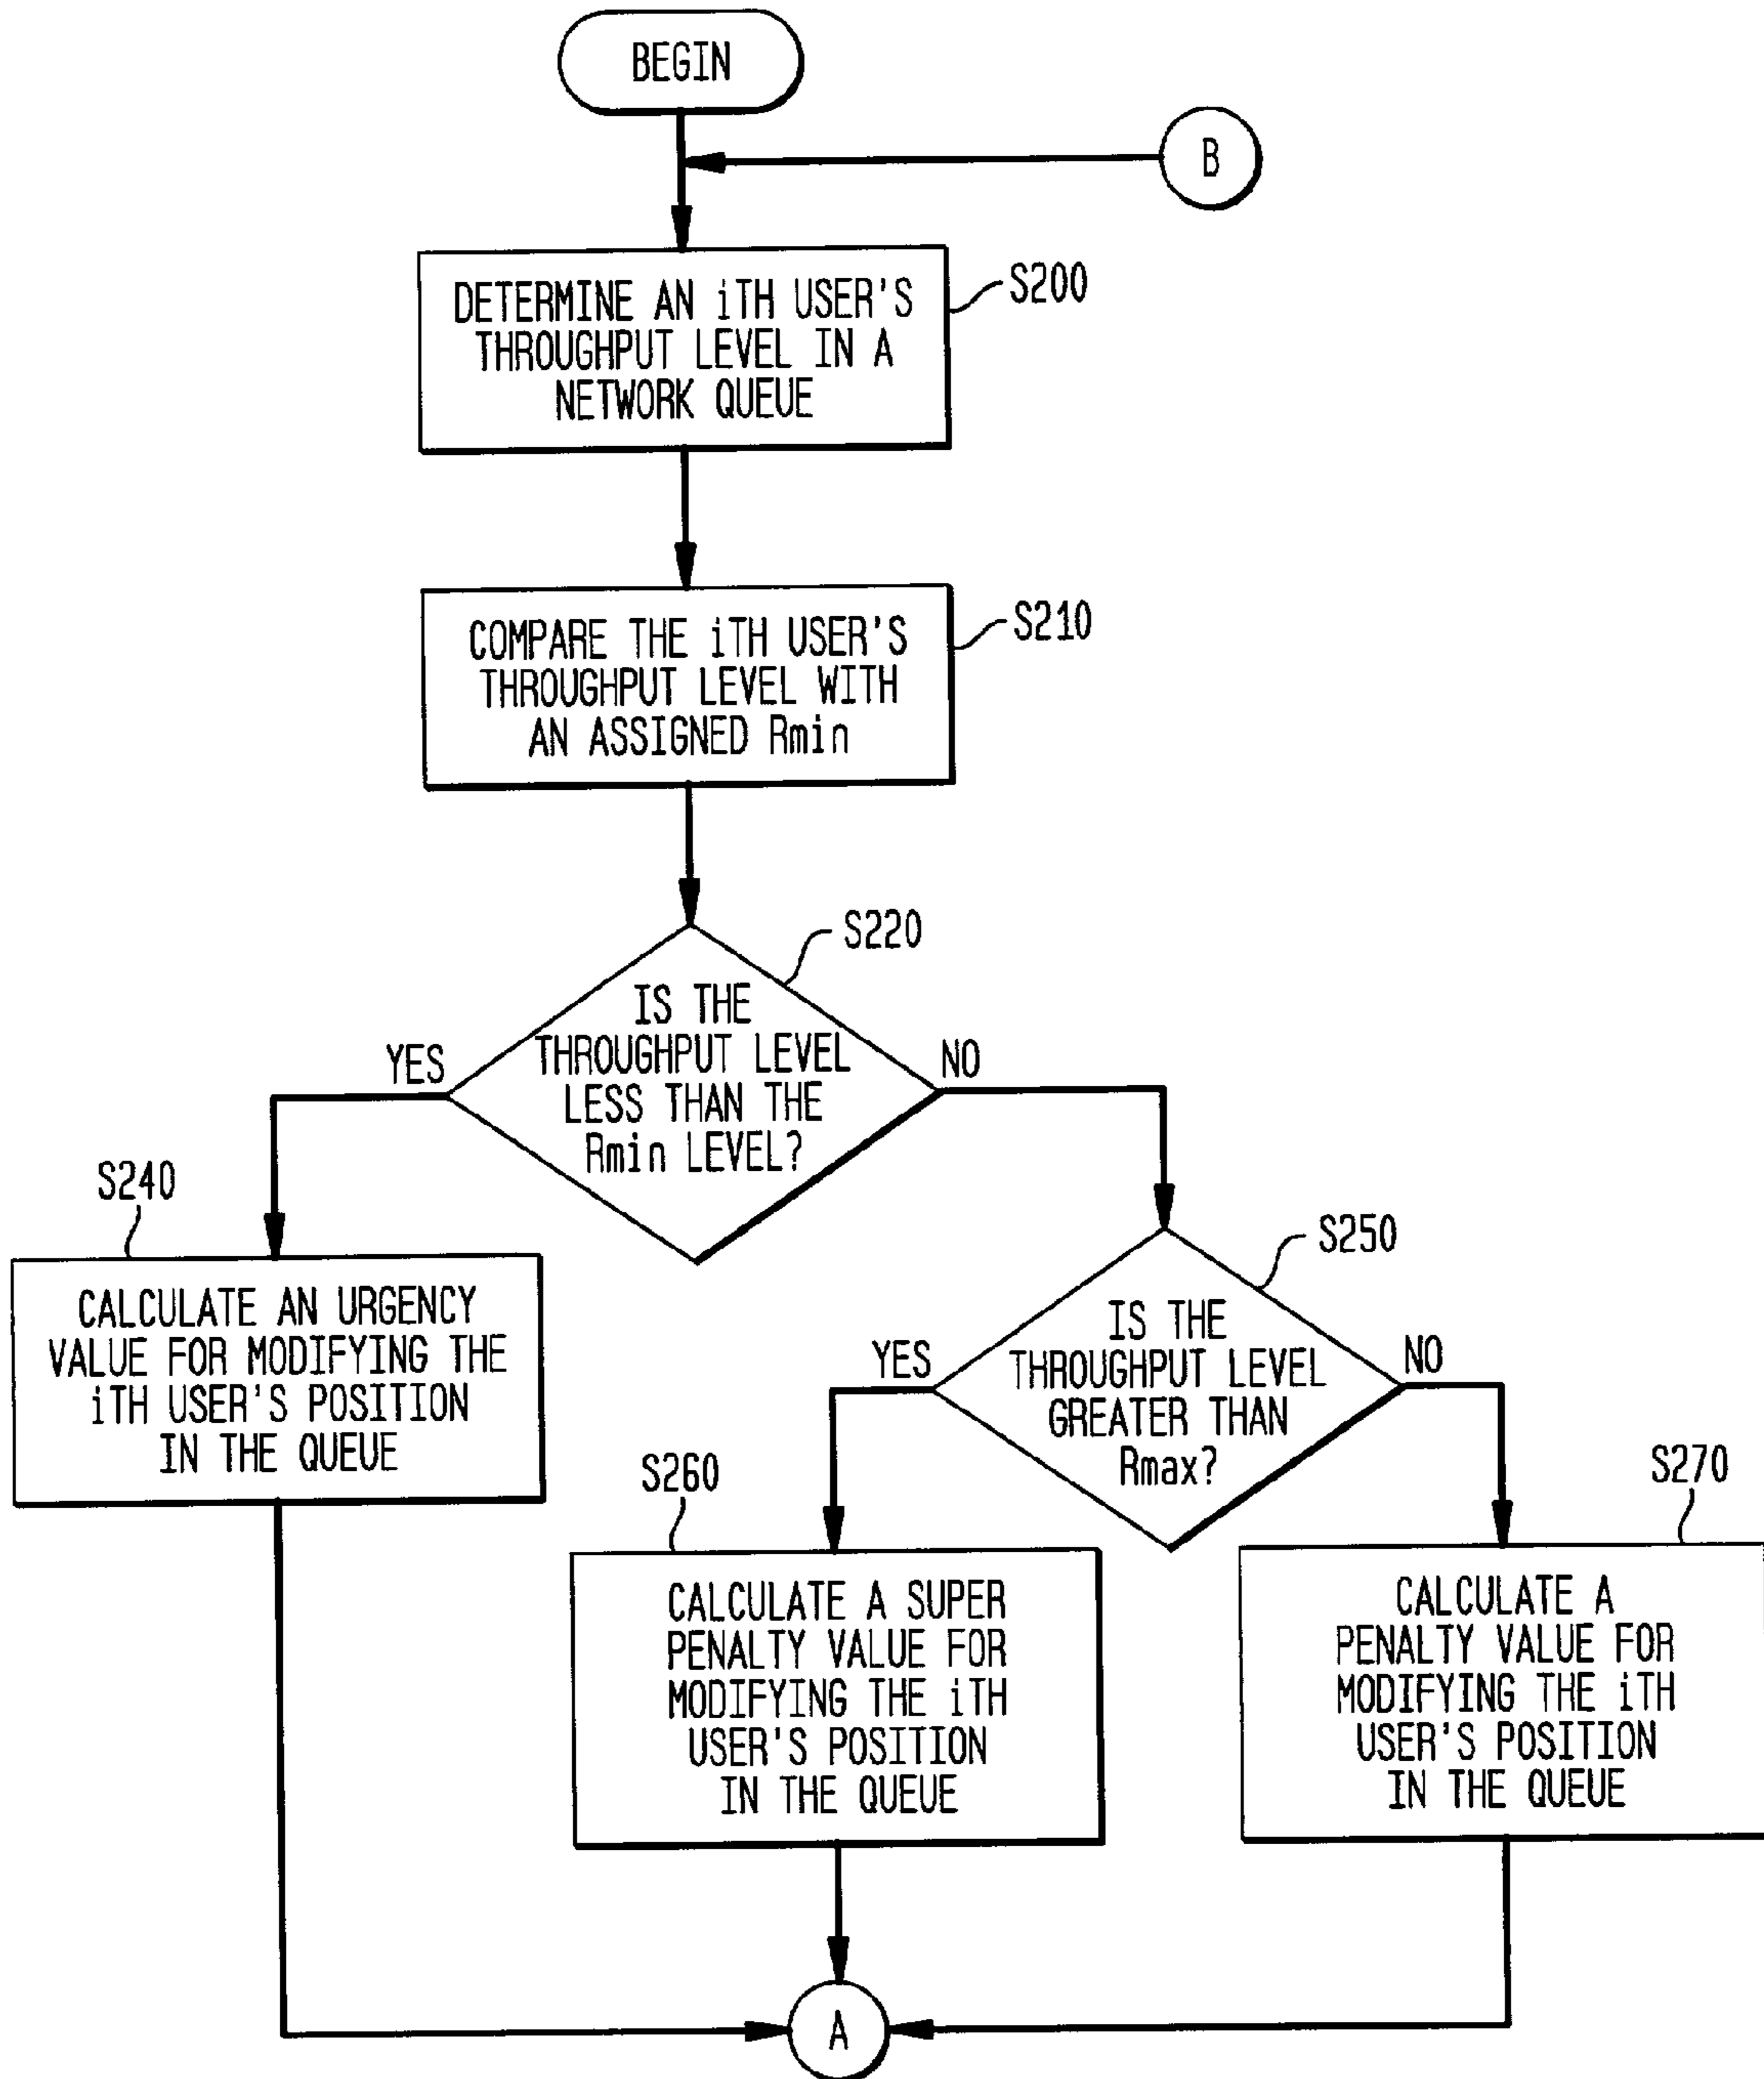 BEGIN
B
S200
DETERMINE AN iTH USER'S
THROUGHPUT LEVEL IN A
NETWORK QUEUE
S210
COMPARE THE iTH USER'S
THROUGHPUT LEVEL WITH
AN ASSIGNED Rmin
S220
IS THE
THROUGHPUT LEVEL
LESS THAN THE
Rmin LEVEL?
YES
NO
S240
CALCULATE AN URGENCY
VALUE FOR MODIFYING THE
iTH USER'S POSITION
IN THE QUEUE
S250
IS THE
THROUGHPUT LEVEL
GREATER THAN
Rmax?
YES
NO
S260
CALCULATE A SUPER
PENALTY VALUE FOR
MODIFYING THE iTH
USER'S POSITION
IN THE QUEUE
S270
CALCULATE A
PENALTY VALUE FOR
MODIFYING THE iTH
USER'S POSITION
IN THE QUEUE
A